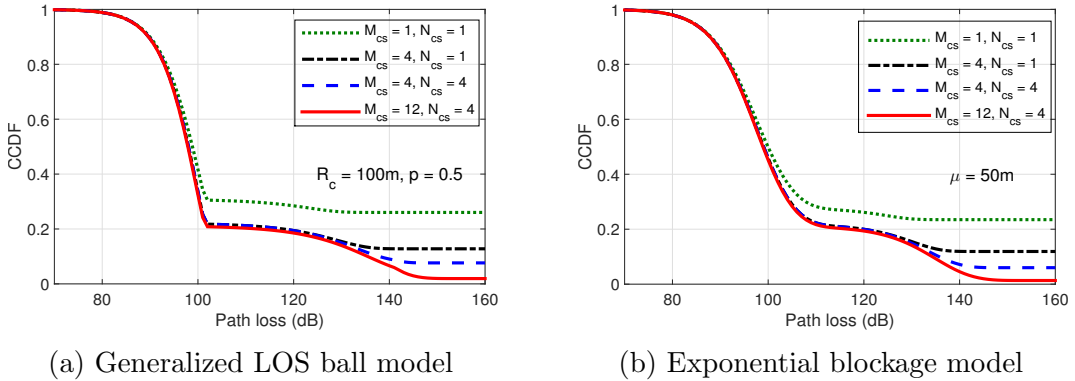 1
0.8
0.6
0.4
0.2
0
CCDF
80
100
120
140
160
Path loss (dB)
M_cs = 1, N_cs = 1
M_cs = 4, N_cs = 1
M_cs = 4, N_cs = 4
M_cs = 12, N_cs = 4
R_c = 100m, p = 0.5
(a) Generalized LOS ball model
1
0.8
0.6
0.4
0.2
0
CCDF
80
100
120
140
160
Path loss (dB)
M_cs = 1, N_cs = 1
M_cs = 4, N_cs = 1
M_cs = 4, N_cs = 4
M_cs = 12, N_cs = 4
μ = 50m
(b) Exponential blockage model